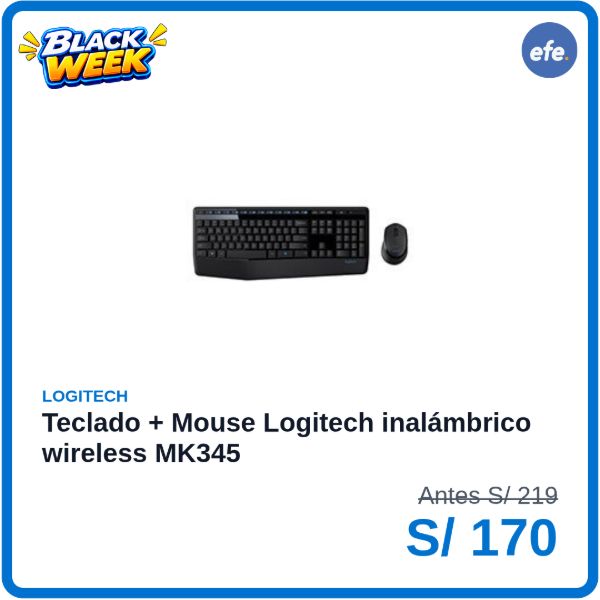 BLACK
WEEK
efe.
LOGITECH
Teclado + Mouse Logitech inalámbrico
wireless MK345
Antes S/ 219
S/ 170